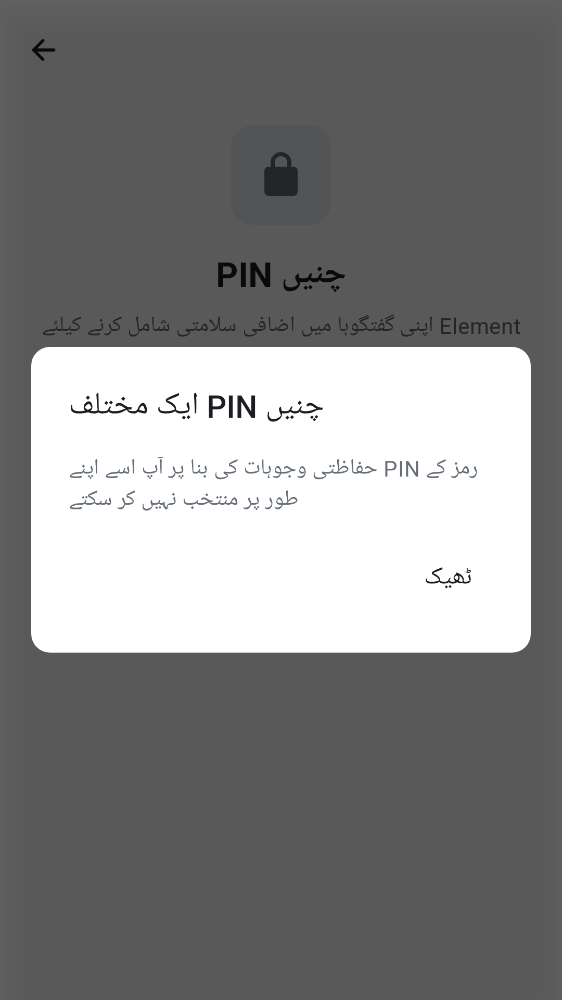 PIN چنیں
اپنی گفتگوہا میں اضافی سلامتی شامل کرنے کیلئے Element
ایک مختلف PIN چنیں
حفاظتی وجوہات کی بنا پر آپ اسے اپنے PIN رمز کے
طور پر منتخب نہیں کر سکتے
ٹھیک